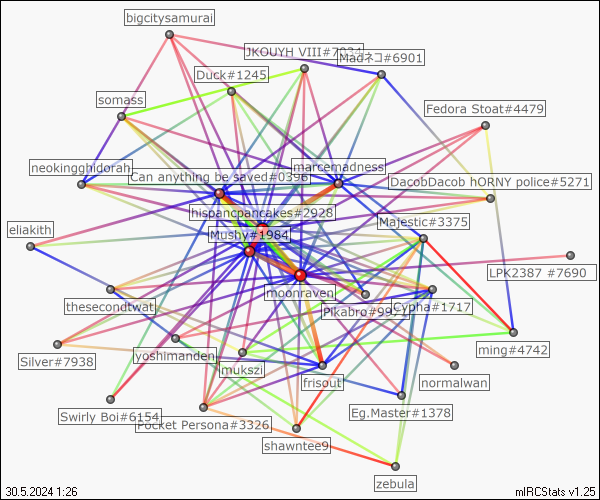 bigcitysamurai
JKOUYH VIII#7934
Madネコ#6901
Duck#1245
somass
Fedora Stoat#4479
neokingghidorah
marcemadness
Can anything be saved#0396
DacobDacob hORNY police#5271
hispancpancakes#2928
Majestic#3375
eliakith
Mushy#1984
LPK2387 #7690
moonraven
thesecondtwat
Cypha#1717
yoshimanden
ming#4742
Silver#7938
mukszi
frisout
normalwan
Swirly Boi#6154
Eg.Master#1378
Pocket Persona#3326
shawntee9
zebula
30.5.2024 1:26
mIRCStats v1.25